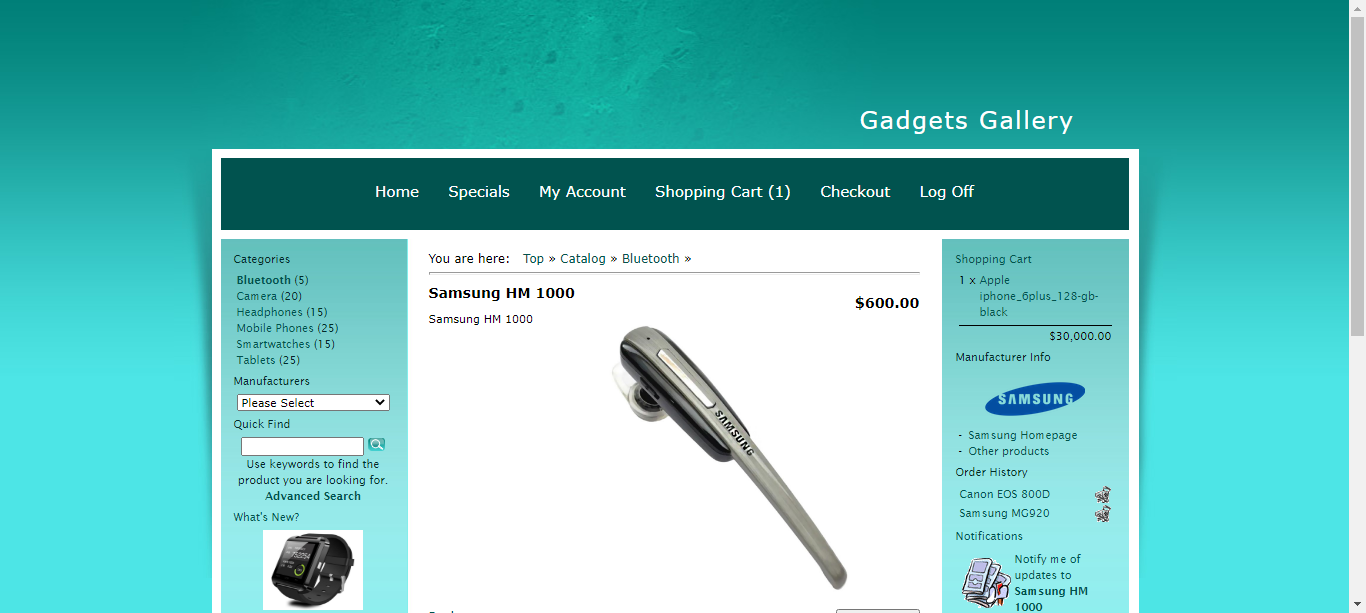 Gadgets Gallery
Home Specials My Account Shopping Cart (1) Checkout Log Off
Categories
Bluetooth (5)
Camera (20)
Headphones (15)
Mobile Phones (25)
Smartwatches (15)
Tablets (25)
Manufacturers
Please Select
Quick Find
Use keywords to find the
product you are looking for.
Advanced Search
What's New?
You are here: Top » Catalog » Bluetooth »
Samsung HM 1000
$600.00
Samsung HM 1000
SAMSUNG
Shopping Cart
1 x Apple
iphone_6plus_128-gb-
black
$30,000.00
Manufacturer Info
SAMSUNG
- Samsung Homepage
- Other products
Order History
Canon EOS 800D
Samsung MG920
Notifications
Notify me of
updates to
Samsung HM
1000